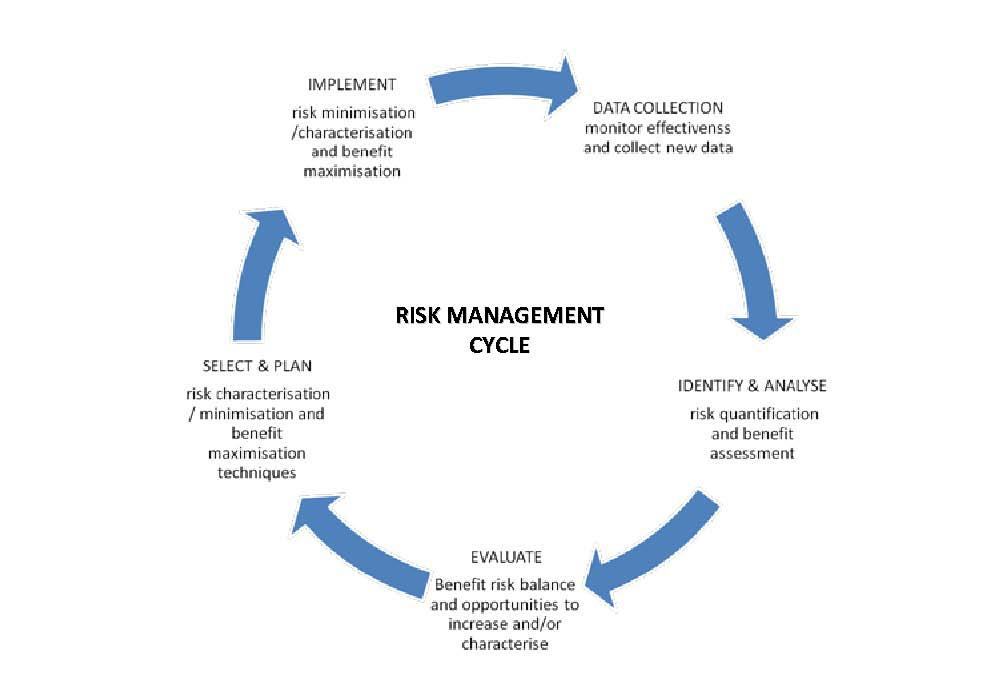 IMPLEMENT
risk minimisation
/characterisation
and benefit
maximisation
DATA COLLECTION
monitor effectivenss
and collect new data
RISK MANAGEMENT
CYCLE
SELECT & PLAN
risk characterisation
/ minimisation and
benefit
maximisation
techniques
IDENTIFY & ANALYSE
risk quantification
and benefit
assessment
EVALUATE
Benefit risk balance
and opportunities to
increase and/or
characterise